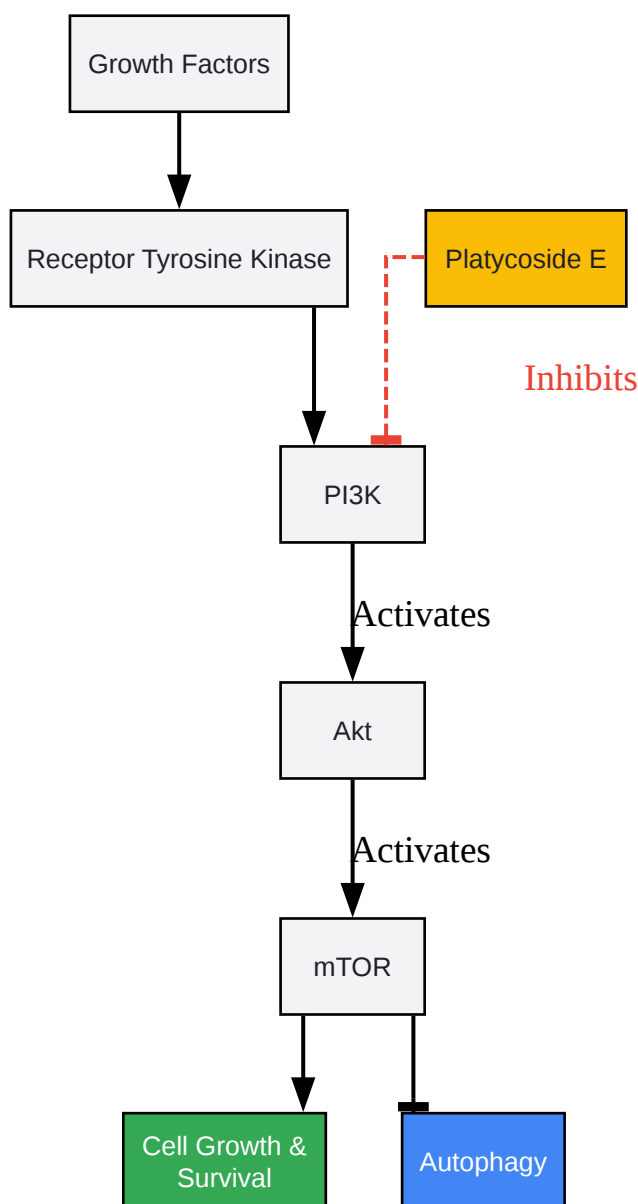 Growth Factors
Receptor Tyrosine Kinase
Platycoside E
Inhibits
PI3K
Activates
Akt
Activates
mTOR
Cell Growth &
Survival
Autophagy